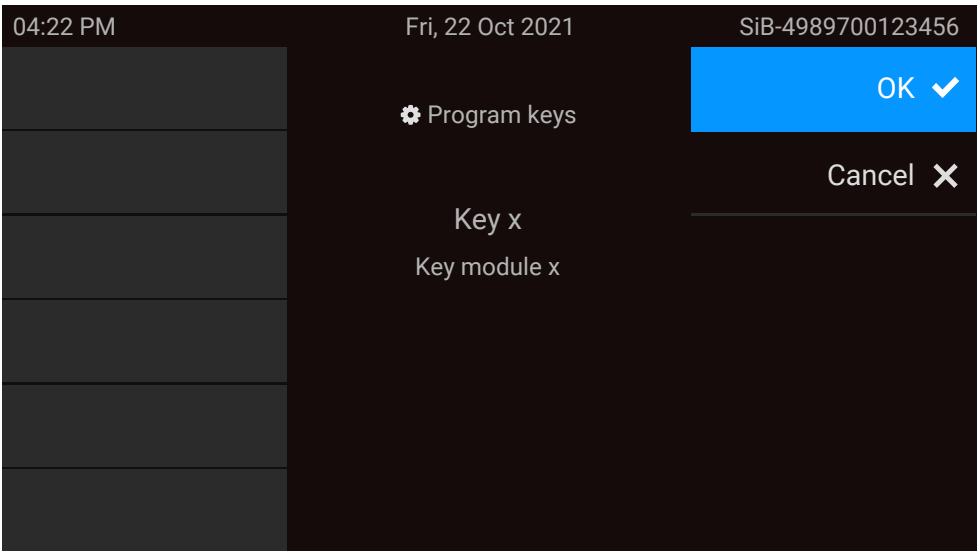 04:22 PM Fri, 22 Oct 2021 SiB-4989700123456
OK
Program keys
Cancel
Key x
Key module x